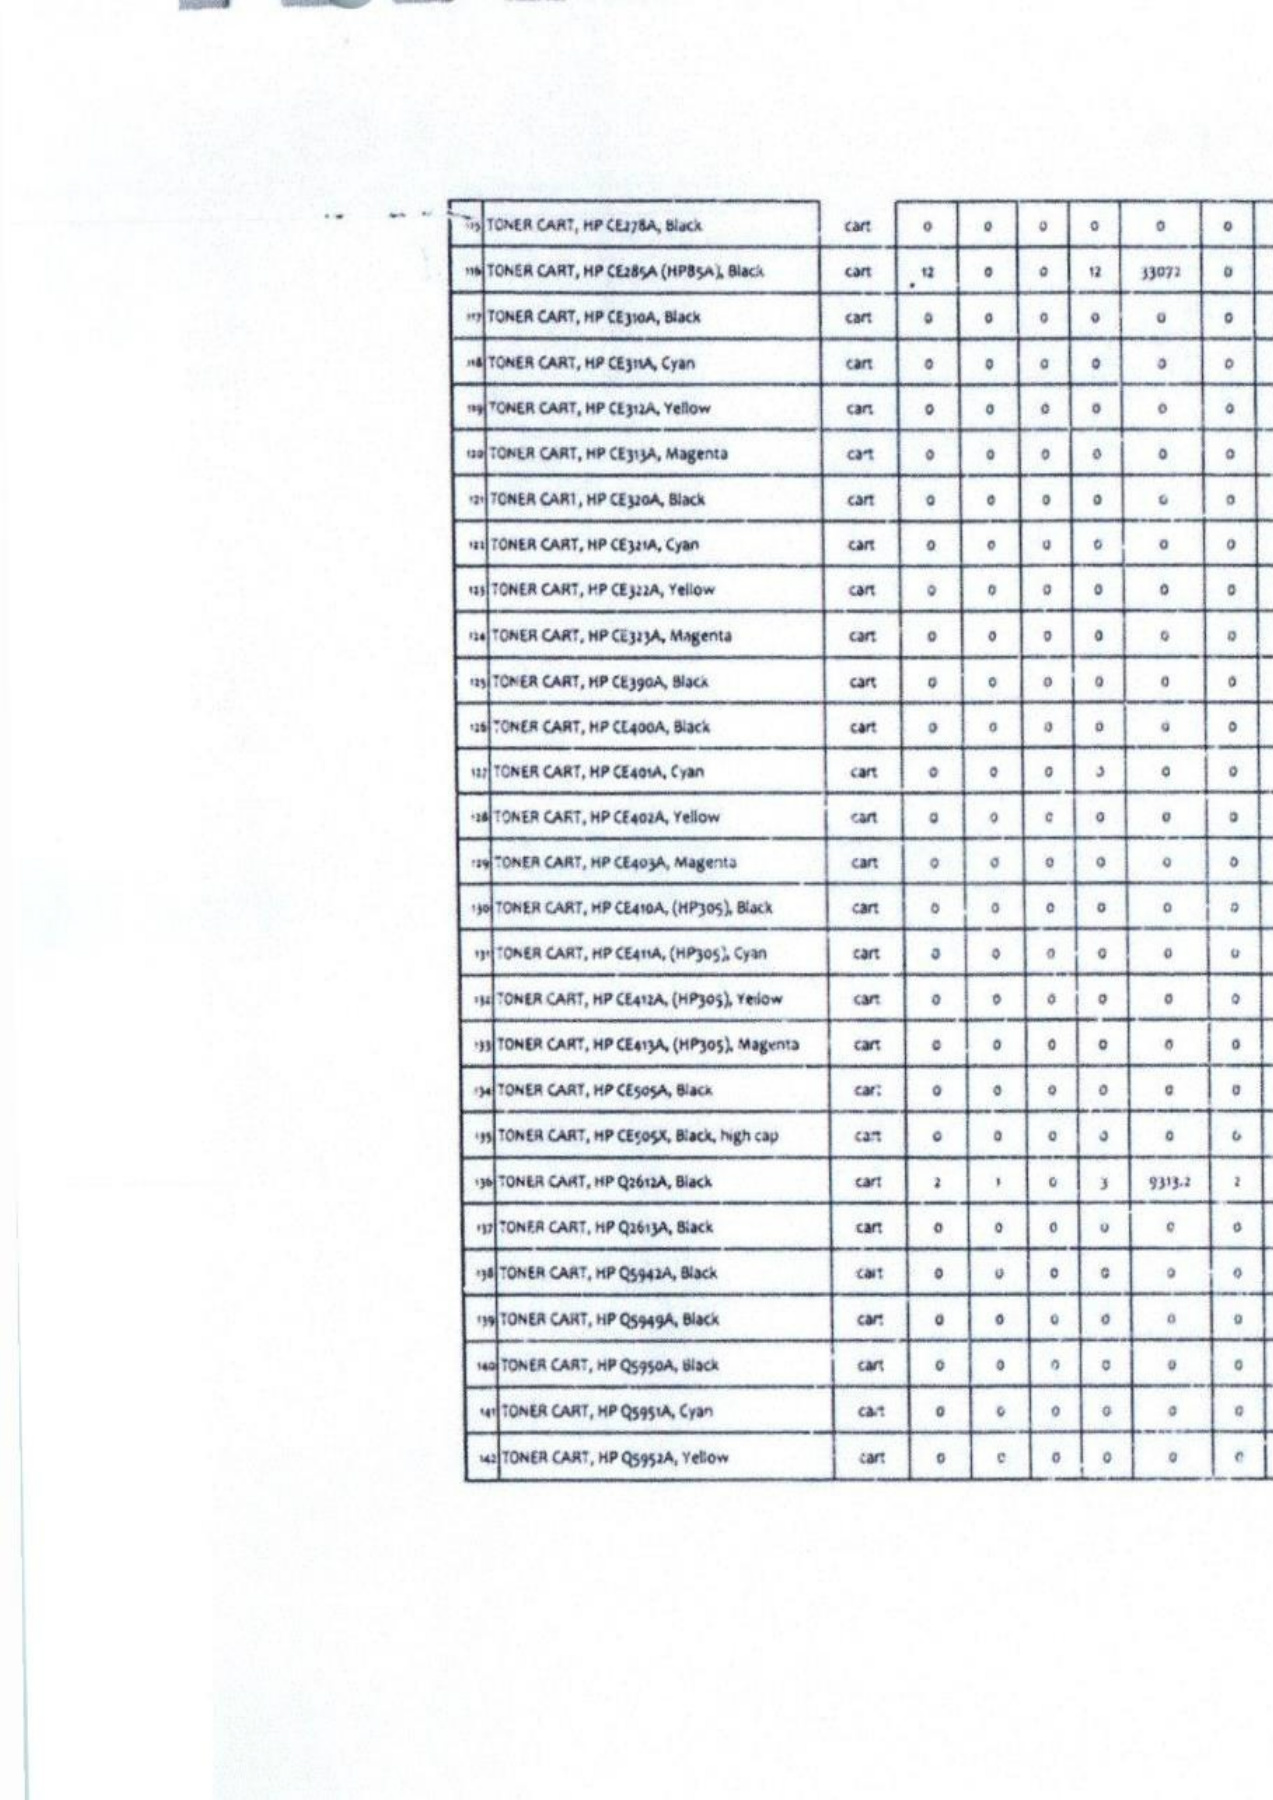 115 TONER CART, HP CE278A, Black cart 0 0 0 0 0 0
116 TONER CART, HP CE285A (HP85A), Black cart 12 0 0 12 33072 0
117 TONER CART, HP CE310A, Black cart 0 0 0 0 0 0
118 TONER CART, HP CE311A, Cyan cart 0 0 0 0 0 0
119 TONER CART, HP CE312A, Yellow cart 0 0 0 0 0 0
120 TONER CART, HP CE313A, Magenta cart 0 0 0 0 0 0
121 TONER CART, HP CE320A, Black cart 0 0 0 0 0 0
122 TONER CART, HP CE321A, Cyan cart 0 0 0 0 0 0
123 TONER CART, HP CE322A, Yellow cart 0 0 0 0 0 0
124 TONER CART, HP CE323A, Magenta cart 0 0 0 0 0 0
125 TONER CART, HP CE390A, Black cart 0 0 0 0 0 0
126 TONER CART, HP CE400A, Black cart 0 0 0 0 0 0
127 TONER CART, HP CE401A, Cyan cart 0 0 0 0 0 0
128 TONER CART, HP CE402A, Yellow cart 0 0 0 0 0 0
129 TONER CART, HP CE403A, Magenta cart 0 0 0 0 0 0
130 TONER CART, HP CE410A, (HP305), Black cart 0 0 0 0 0 0
131 TONER CART, HP CE411A, (HP305), Cyan cart 0 0 0 0 0 0
132 TONER CART, HP CE412A, (HP305), Yellow cart 0 0 0 0 0 0
133 TONER CART, HP CE413A, (HP305), Magenta cart 0 0 0 0 0 0
134 TONER CART, HP CE505A, Black cart 0 0 0 0 0 0
135 TONER CART, HP CE505X, Black, high cap cart 0 0 0 0 0 0
136 TONER CART, HP Q2612A, Black cart 2 1 0 3 9313.2 2
137 TONER CART, HP Q2613A, Black cart 0 0 0 0 0 0
138 TONER CART, HP Q5942A, Black cart 0 0 0 0 0 0
139 TONER CART, HP Q5949A, Black cart 0 0 0 0 0 0
140 TONER CART, HP Q5950A, Black cart 0 0 0 0 0 0
141 TONER CART, HP Q5951A, Cyan cart 0 0 0 0 0 0
142 TONER CART, HP Q5952A, Yellow cart 0 0 0 0 0 0